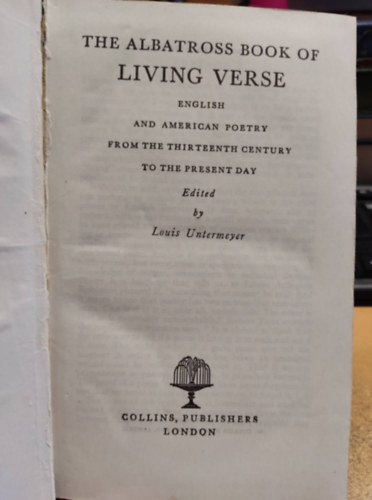 THE ALBATROSS BOOK OF
LIVING VERSE
ENGLISH
AND AMERICAN POETRY
FROM THE THIRTEENTH CENTURY
TO THE PRESENT DAY
Edited
by
Louis Untermeyer
COLLINS, PUBLISHERS
LONDON